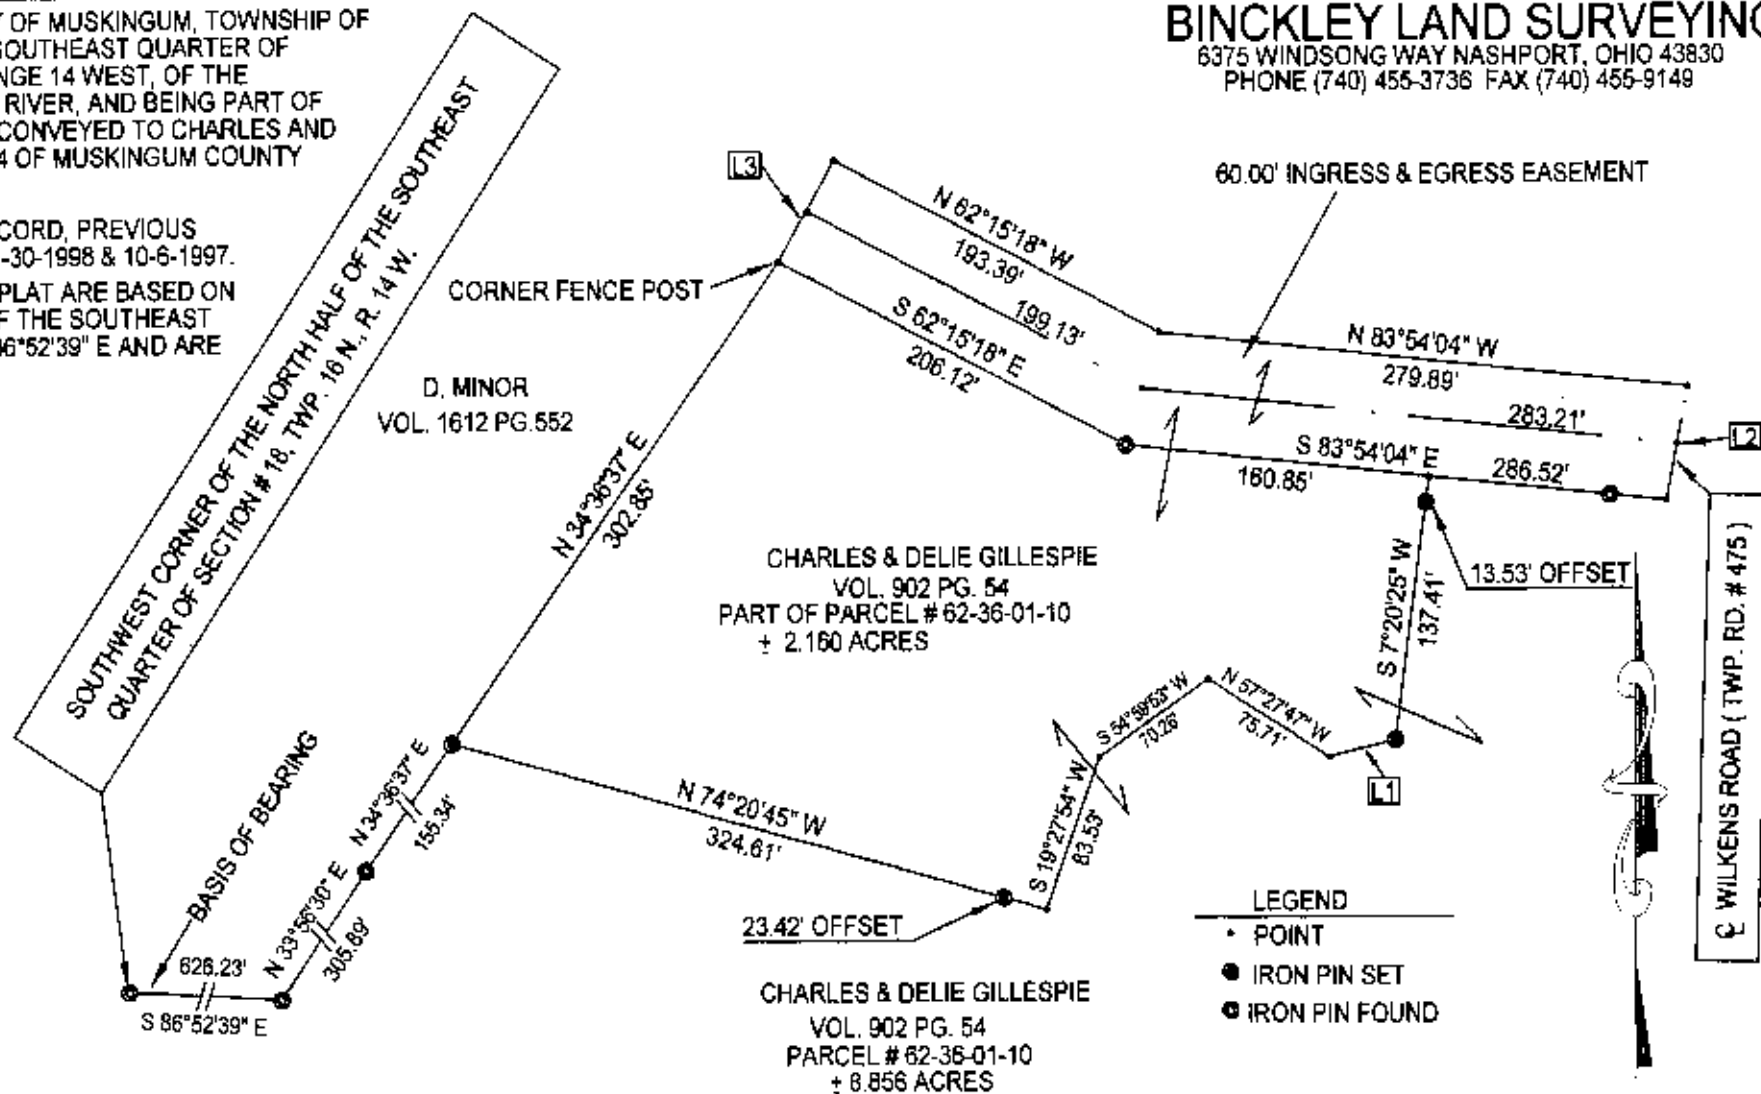 Y OF MUSKINGUM, TOWNSHIP OF
SOUTHEAST QUARTER OF
NGE 14 WEST, OF THE
RIVER, AND BEING PART OF
CONVEYED TO CHARLES AND
4 OF MUSKINGUM COUNTY
CORD, PREVIOUS
-30-1998 & 10-6-1997.
PLAT ARE BASED ON
F THE SOUTHEAST
86°52'39" E AND ARE
BINCKLEY LAND SURVEYING
6375 WINDSONG WAY NASHPORT, OHIO 43830
PHONE (740) 455-3736 FAX (740) 455-9149
SOUTHWEST CORNER OF THE NORTH HALF OF THE SOUTHEAST
QUARTER OF SECTION # 18, TWP. 16 N., R. 14 W.
L3
60.00' INGRESS & EGRESS EASEMENT
N 62°15'18" W
193.39'
199.13'
CORNER FENCE POST
S 62°15'18" E
206.12'
N 83°54'04" W
279.89'
283.21'
L2
S 83°54'04" E
160.85'
286.52'
D. MINOR
VOL. 1612 PG.552
N 34°36'37" E
302.85'
CHARLES & DELIE GILLESPIE
VOL. 902 PG. 54
PART OF PARCEL # 62-36-01-10
± 2.160 ACRES
13.53' OFFSET
S 7°20'25" W
137.41'
WILKENS ROAD ( TWP. RD. # 475 )
S 54°59'53" W
70.26'
N 57°27'47" W
75.71'
L1
S 19°27'54" W
83.53'
N 74°20'45" W
324.61'
N 34°36'37" E
155.34'
BASIS OF BEARING
N 33°56'30" E
305.89'
626.23'
S 86°52'39" E
23.42' OFFSET
CHARLES & DELIE GILLESPIE
VOL. 902 PG. 54
PARCEL # 62-36-01-10
± 8.856 ACRES
LEGEND
POINT
IRON PIN SET
IRON PIN FOUND